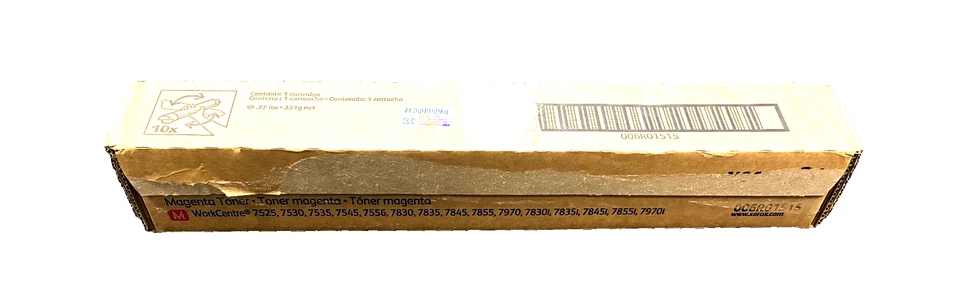 Contains: 1 cartridge
Contenu: 1 cartouche • Contenido: 1 cartucho
.77 lbs • 351g net
10x
006R01515
Magenta Toner • Toner magenta • Tóner magenta
M WorkCentre® 7525, 7530, 7535, 7545, 7556, 7830, 7835, 7845, 7855, 7970, 7830i, 7835i, 7845i, 7855i, 7970i
006R01515
www.xerox.com